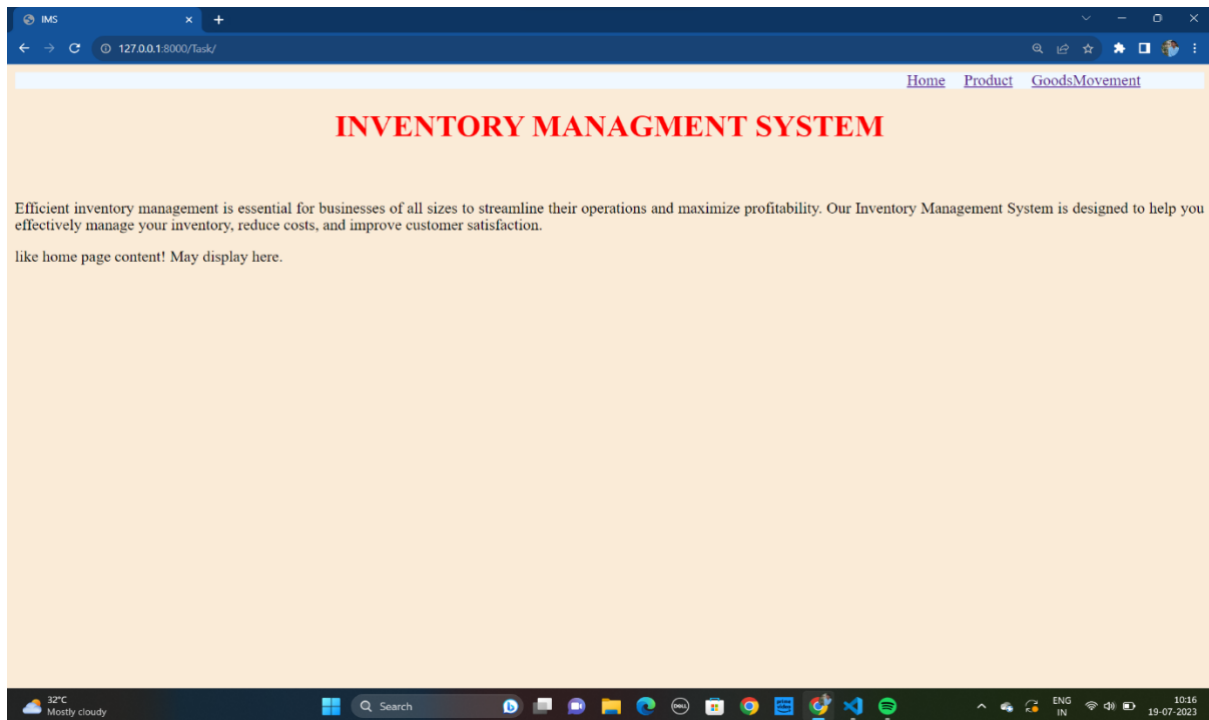 IMS
127.0.0.1:8000/Task/
Home Product GoodsMovement
INVENTORY MANAGMENT SYSTEM
Efficient inventory management is essential for businesses of all sizes to streamline their operations and maximize profitability. Our Inventory Management System is designed to help you
effectively manage your inventory, reduce costs, and improve customer satisfaction.
like home page content! May display here.
32°C
Mostly cloudy
Search
ENG
IN
10:16
19-07-2023